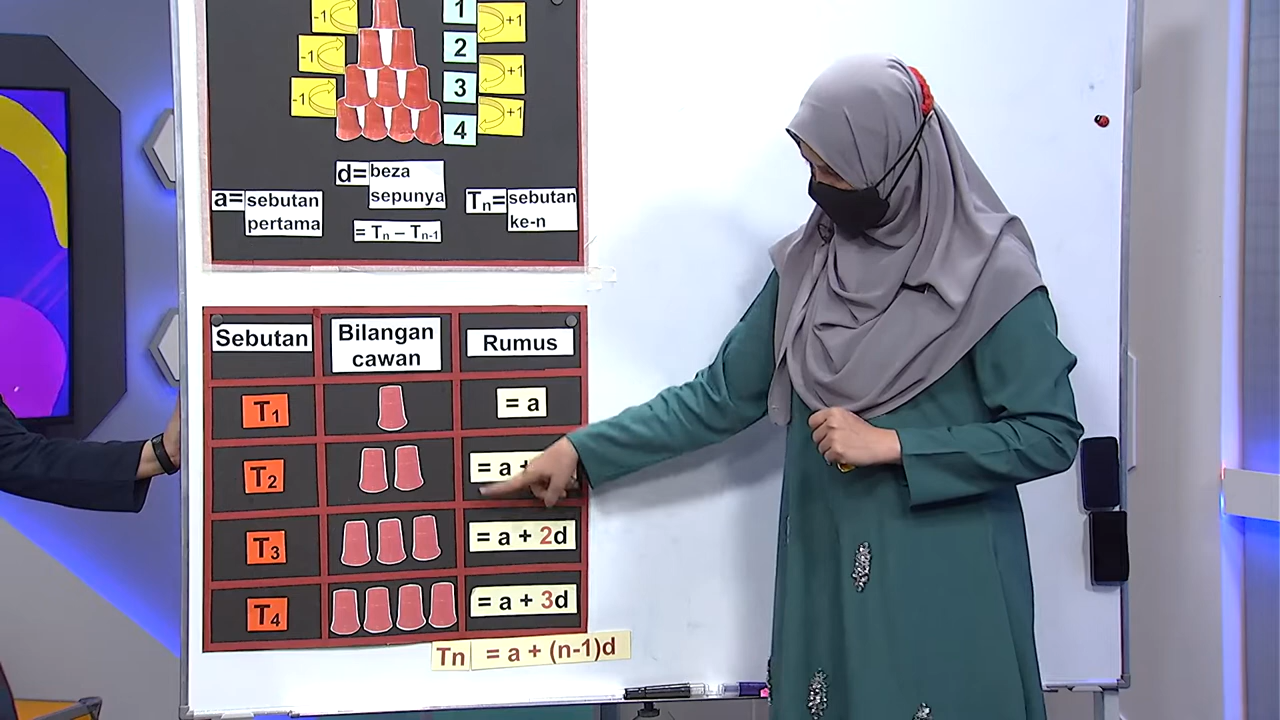 -1 1 +1
-1 2
3 +1
-1
4 +1
d= beza
sepunya
a= sebutan
pertama
Tn= sebutan
ke-n
= Tn – Tn-1
Sebutan Bilangan
cawan Rumus
T1 = a
T2 = a +
T3 = a + 2d
T4 = a + 3d
Tn = a + (n-1)d